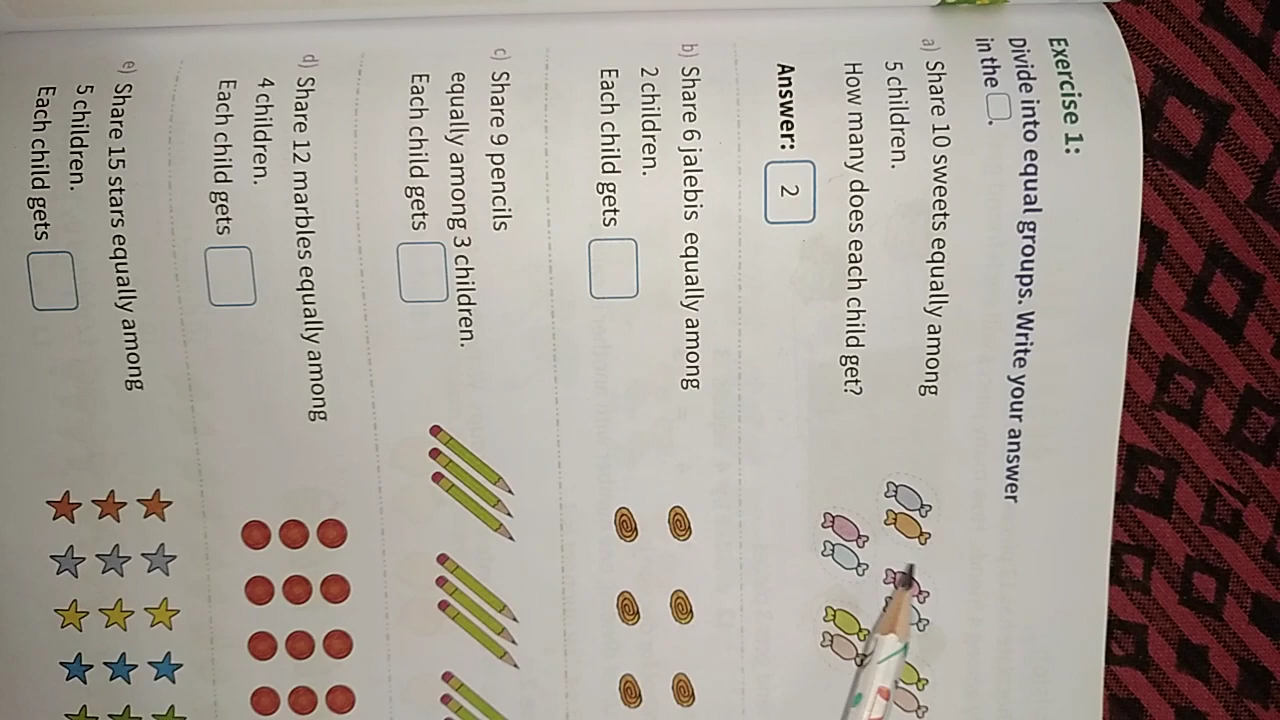 Exercise 1:
Divide into equal groups. Write your answer
in the .
a) Share 10 sweets equally among
5 children.
How many does each child get?
Answer: 2
b) Share 6 jalebis equally among
2 children.
Each child gets
c) Share 9 pencils
equally among 3 children.
Each child gets
d) Share 12 marbles equally among
4 children.
Each child gets
e) Share 15 stars equally among
5 children.
Each child gets